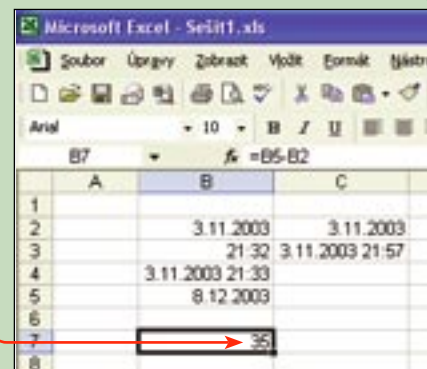 Microsoft Excel - Sešit1.xls
Soubor Úpravy Zobrazit Vložit Formát Nástr
Arial 10 B I U
B7 fx =B5-B2
A B C
1
2 3.11.2003 3.11.2003
3 21:32 3.11.2003 21:57
4 3.11.2003 21:33
5 8.12.2003
6
7 35
8